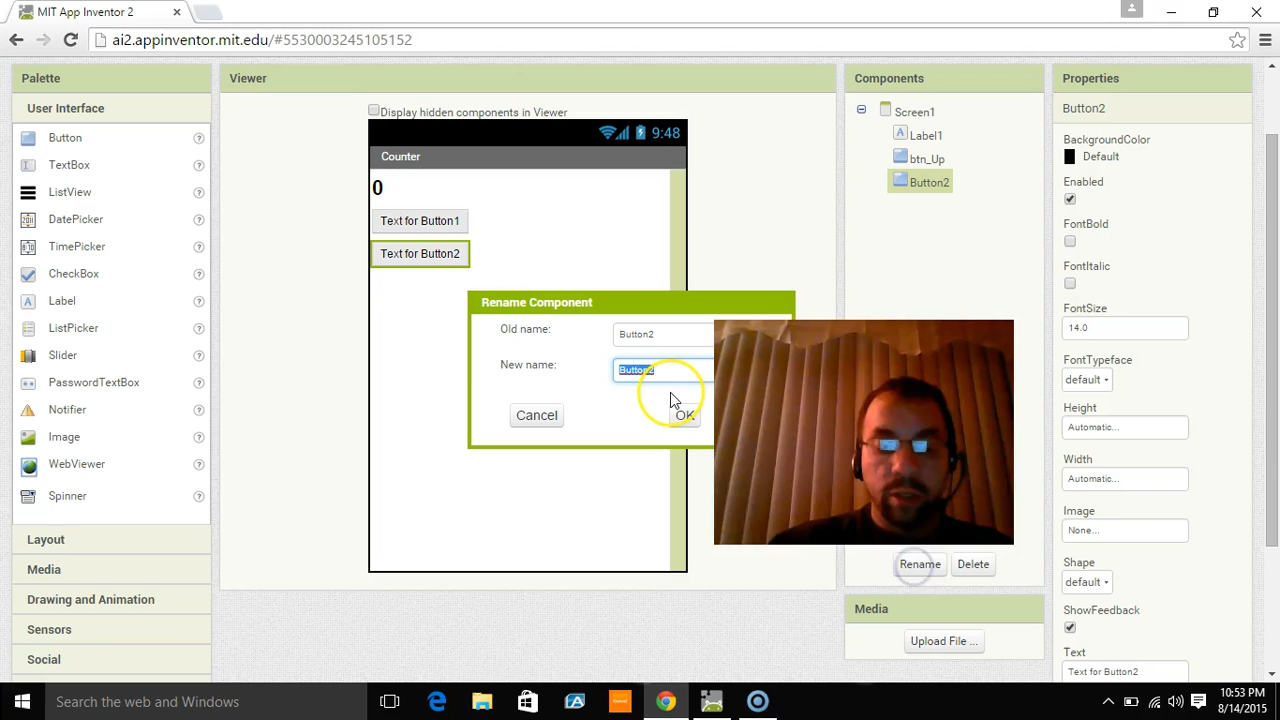 MIT App Inventor 2
ai2.appinventor.mit.edu/#5530003245105152
Palette
User Interface
Button
TextBox
ListView
DatePicker
TimePicker
CheckBox
Label
ListPicker
Slider
PasswordTextBox
Notifier
Image
WebViewer
Spinner
Layout
Media
Drawing and Animation
Sensors
Social
Viewer
Display hidden components in Viewer
9:48
Counter
0
Text for Button1
Text for Button2
Rename Component
Old name:
Button2
New name:
Button2
Cancel
OK
Components
Screen1
Label1
btn_Up
Button2
Rename
Delete
Media
Upload File ...
Properties
Button2
BackgroundColor
Default
Enabled
FontBold
FontItalic
FontSize
14.0
FontTypeface
default
Height
Automatic...
Width
Automatic...
Image
None...
Shape
default
ShowFeedback
Text
Text for Button2
Search the web and Windows
10:53 PM
8/14/2015